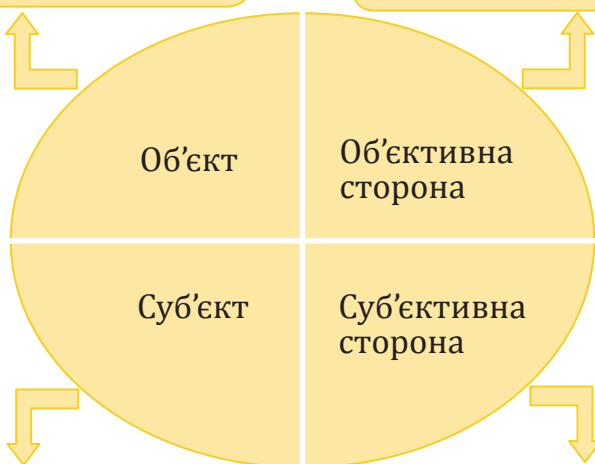 Об’єкт
Об’єктивна
сторона
Суб’єкт
Суб’єктивна
сторона